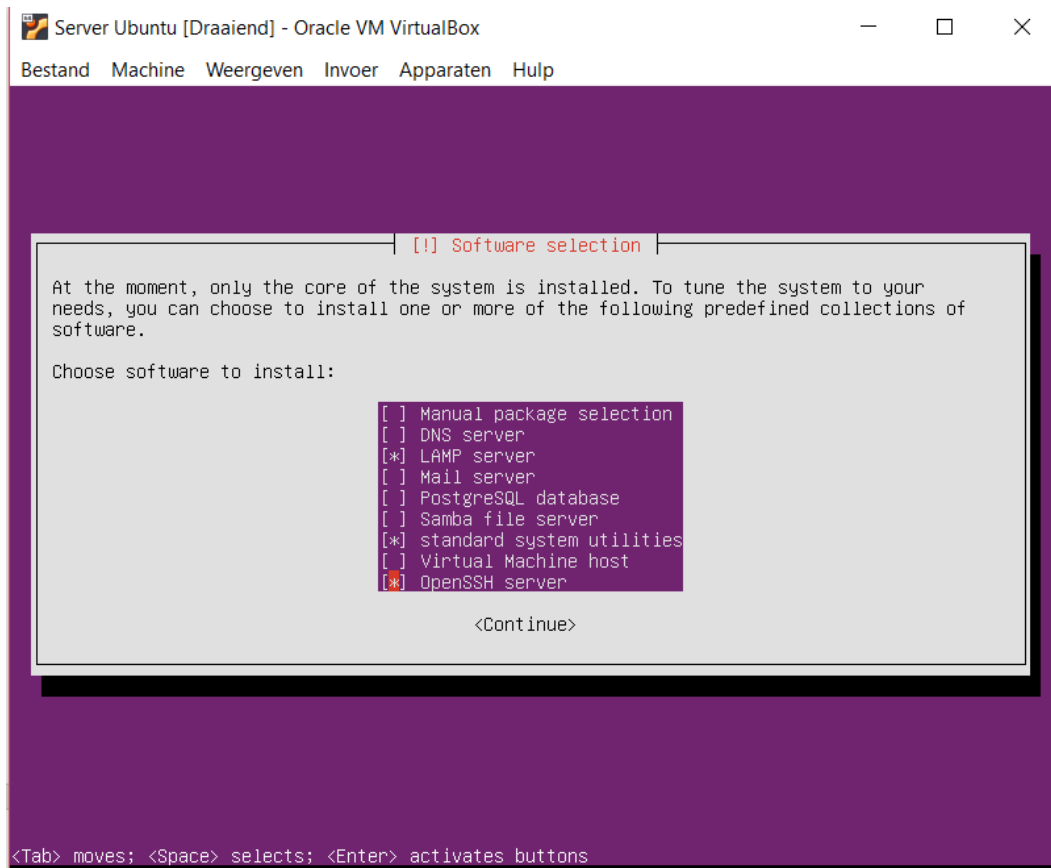 Server Ubuntu [Draaiend] - Oracle VM VirtualBox
Bestand Machine Weergeven Invoer Apparaten Hulp
[!] Software selection
At the moment, only the core of the system is installed. To tune the system to your
needs, you can choose to install one or more of the following predefined collections of
software.
Choose software to install:
[ ] Manual package selection
[ ] DNS server
[*] LAMP server
[ ] Mail server
[ ] PostgreSQL database
[ ] Samba file server
[*] standard system utilities
[ ] Virtual Machine host
[*] OpenSSH server
<Continue>
<Tab> moves; <Space> selects; <Enter> activates buttons